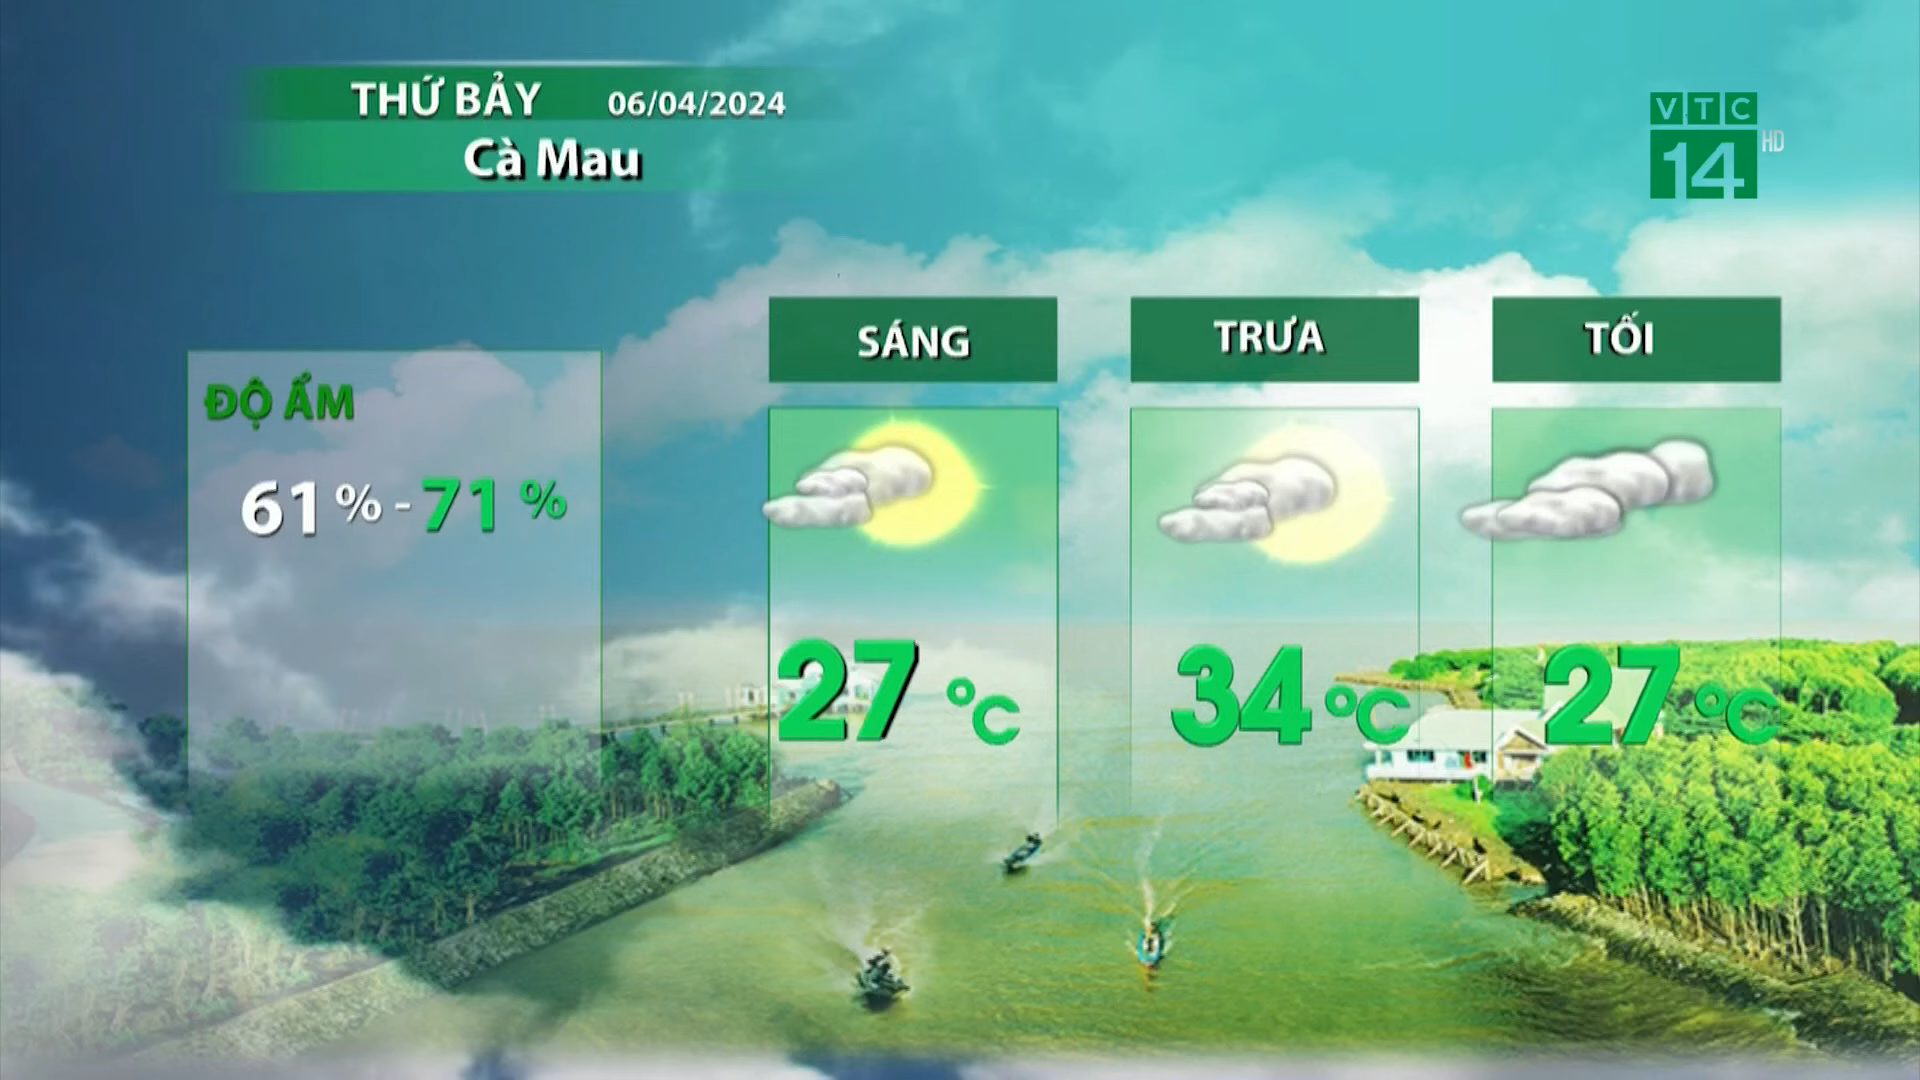 THỨ BẢY 06/04/2024
Cà Mau
VTC
14 HD
SÁNG TRƯA TỐI
ĐỘ ẨM
61% - 71%
27 °C 34 °C 27 °C